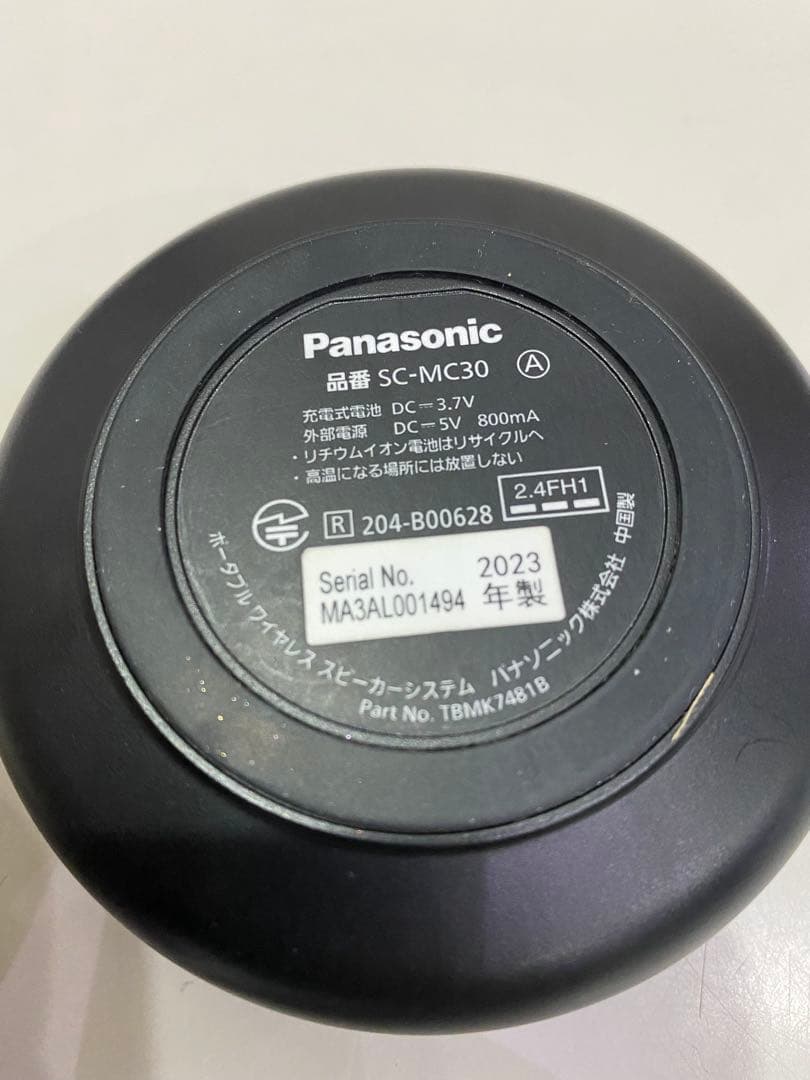 Panasonic
品番 SC-MC30 Ⓐ
充電式電池 DC⎓3.7V
外部電源 DC⎓5V 800mA
・リチウムイオン電池はリサイクルへ
・高温になる場所には放置しない
R 204-B00628 2.4FH1
Serial No. 2023
MA3AL001494 年製
ポータブル ワイヤレス スピーカーシステム パナソニック株式会社 中国製
Part No. TBMK7481B